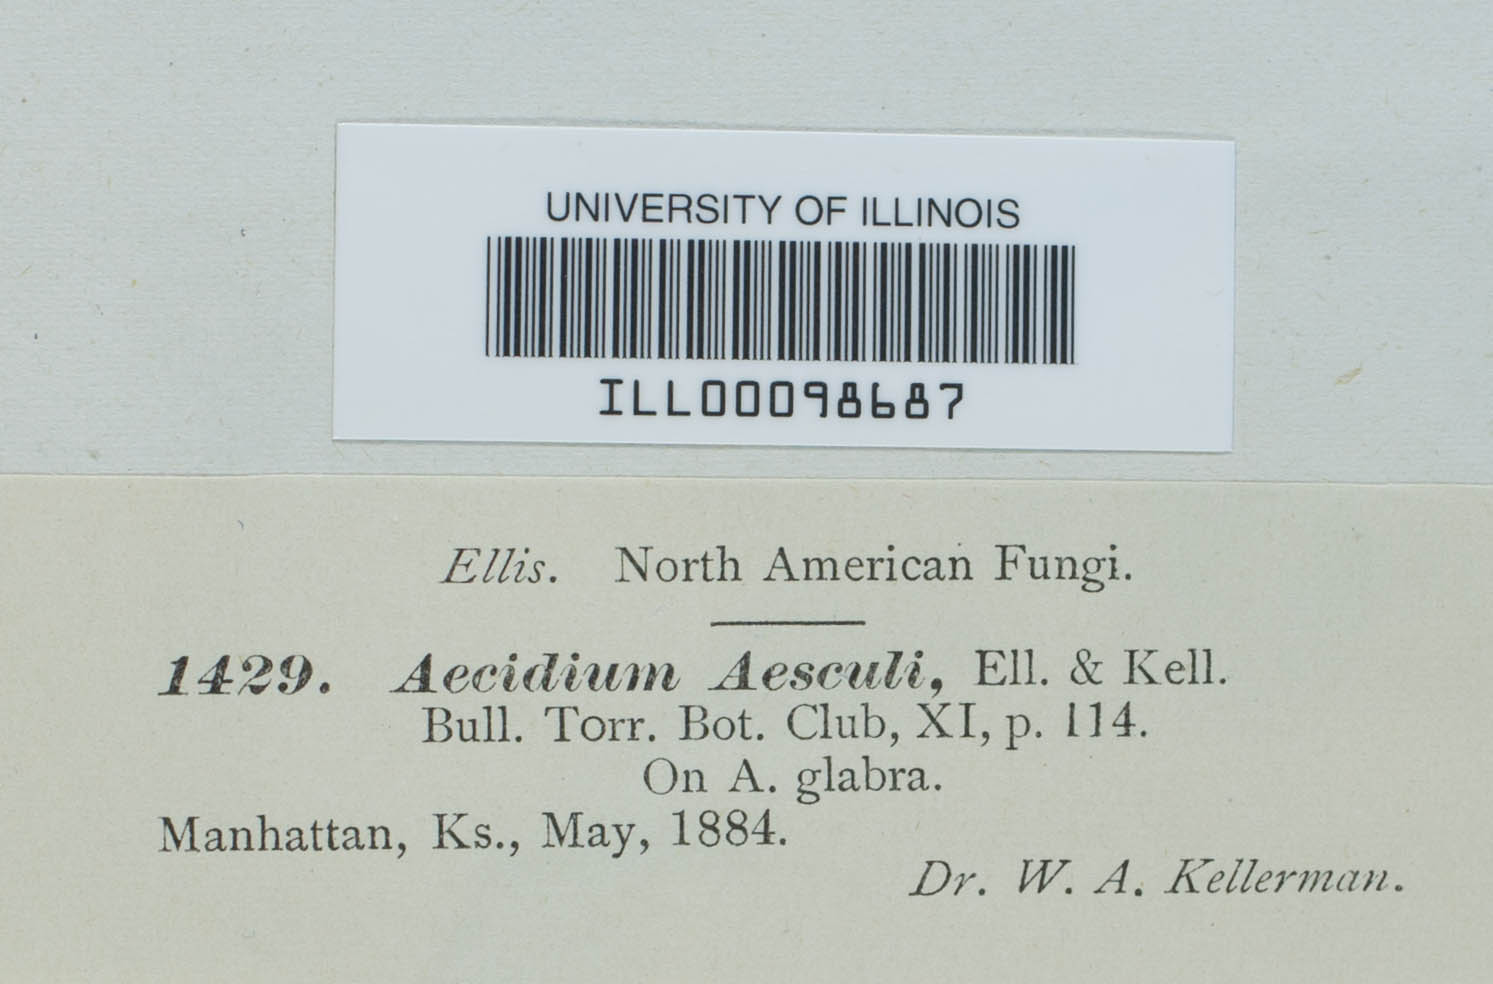 UNIVERSITY OF ILLINOIS
ILL00098687
Ellis. North American Fungi.
1429. Aecidium Aesculi, Ell. & Kell.
Bull. Torr. Bot. Club, XI, p. 114.
On A. glabra.
Manhattan, Ks., May, 1884.
Dr. W. A. Kellerman.